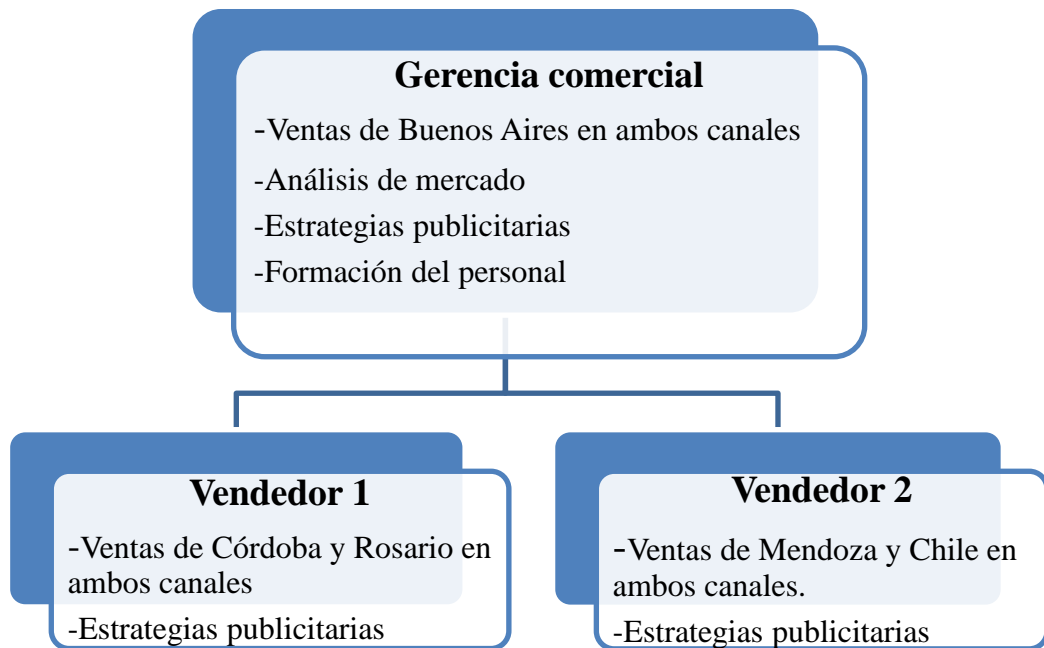 Gerencia comercial
-Ventas de Buenos Aires en ambos canales
-Análisis de mercado
-Estrategias publicitarias
-Formación del personal
Vendedor 1
-Ventas de Córdoba y Rosario en
ambos canales
-Estrategias publicitarias
Vendedor 2
-Ventas de Mendoza y Chile en
ambos canales.
-Estrategias publicitarias